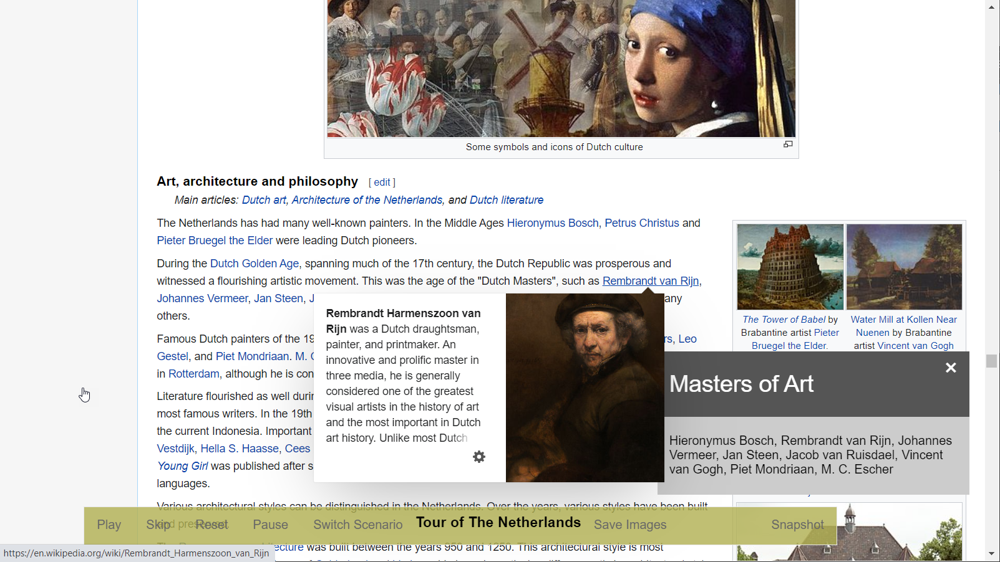 Some symbols and icons of Dutch culture
Art, architecture and philosophy [ edit ]
Main articles: Dutch art, Architecture of the Netherlands, and Dutch literature
The Netherlands has had many well-known painters. In the Middle Ages Hieronymus Bosch, Petrus Christus and
Pieter Bruegel the Elder were leading Dutch pioneers.
During the Dutch Golden Age, spanning much of the 17th century, the Dutch Republic was prosperous and
witnessed a flourishing artistic movement. This was the age of the "Dutch Masters", such as Rembrandt van Rijn,
Johannes Vermeer, Jan Steen, J
others.
Famous Dutch painters of the 19
rs, Leo
Gestel, and Piet Mondriaan. M. C
in Rotterdam, although he is con
Literature flourished as well durin
most famous writers. In the 19th
the current Indonesia. Important
Vestdijk, Hella S. Haasse, Cees
Young Girl was published after s
languages.
Various architectural styles can be distinguished in the Netherlands. Over the years, various styles have been built
and preserved.
ecture was built between the years 950 and 1250. This architectural style is most
Rembrandt Harmenszoon van
Rijn was a Dutch draughtsman,
painter, and printmaker. An
innovative and prolific master in
three media, he is generally
considered one of the greatest
visual artists in the history of art
and the most important in Dutch
art history. Unlike most Dutch
The Tower of Babel by
Brabantine artist Pieter
Bruegel the Elder.
Water Mill at Kollen Near
Nuenen by Brabantine
artist Vincent van Gogh
Masters of Art
Hieronymus Bosch, Rembrandt van Rijn, Johannes
Vermeer, Jan Steen, Jacob van Ruisdael, Vincent
van Gogh, Piet Mondriaan, M. C. Escher
Play Skip Reset Pause Switch Scenario Tour of The Netherlands Save Images Snapshot
https://en.wikipedia.org/wiki/Rembrandt_Harmenszoon_van_Rijn